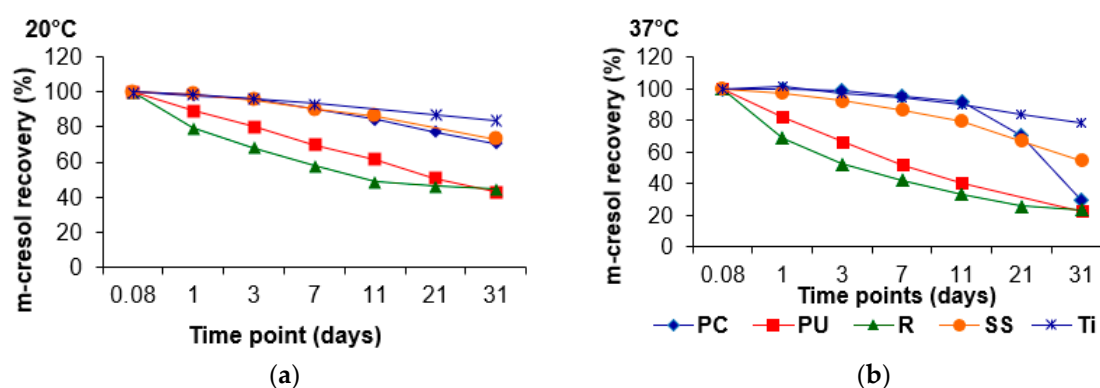 20°C
m-cresol recovery (%)
120
100
80
60
40
20
0
0.08 1 3 7 11 21 31
Time point (days)
(a)
37°C
m-cresol recovery (%)
120
100
80
60
40
20
0
0.08 1 3 7 11 21 31
Time points (days)
PC PU R SS Ti
(b)